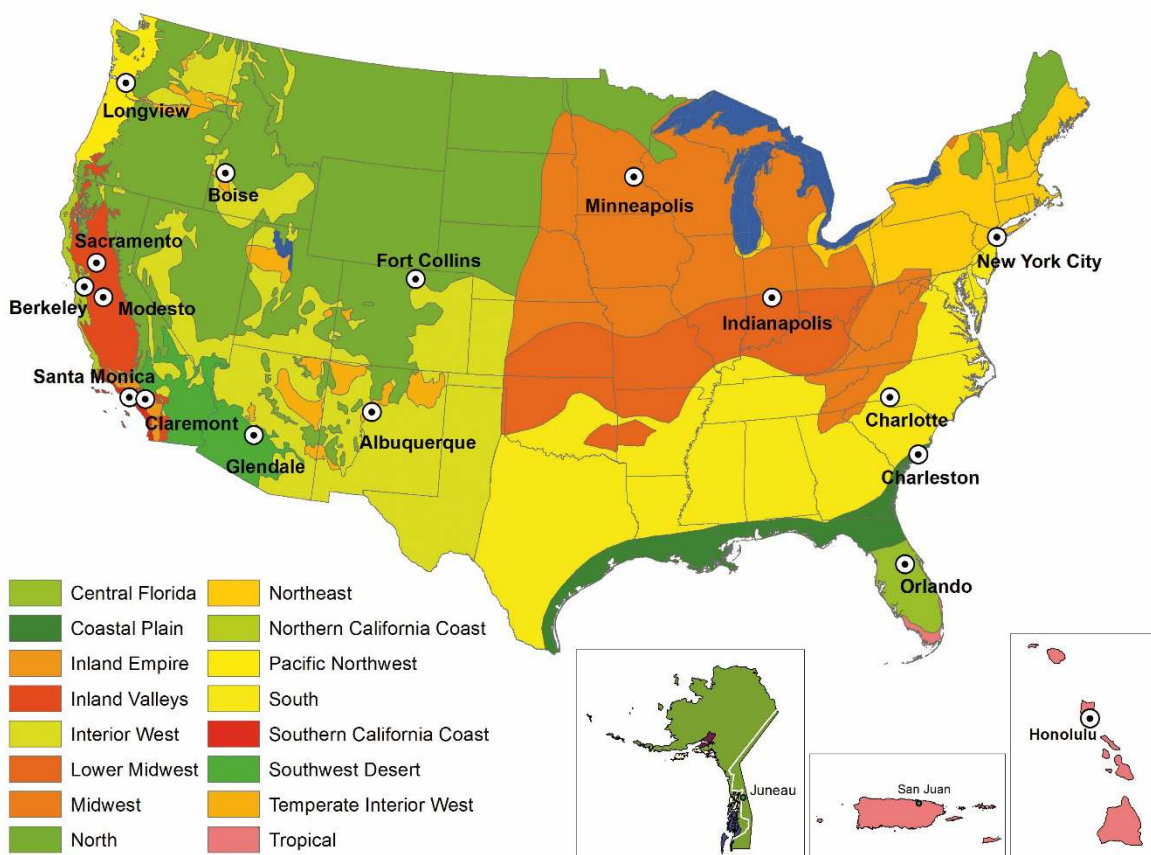 Longview
Boise
Minneapolis
Sacramento
Fort Collins
New York City
Berkeley
Modesto
Indianapolis
Santa Monica
Claremont
Albuquerque
Charlotte
Glendale
Charleston
Orlando
Central Florida
Northeast
Coastal Plain
Northern California Coast
Inland Empire
Pacific Northwest
Inland Valleys
South
Interior West
Southern California Coast
Lower Midwest
Southwest Desert
Midwest
Temperate Interior West
North
Tropical
Juneau
San Juan
Honolulu